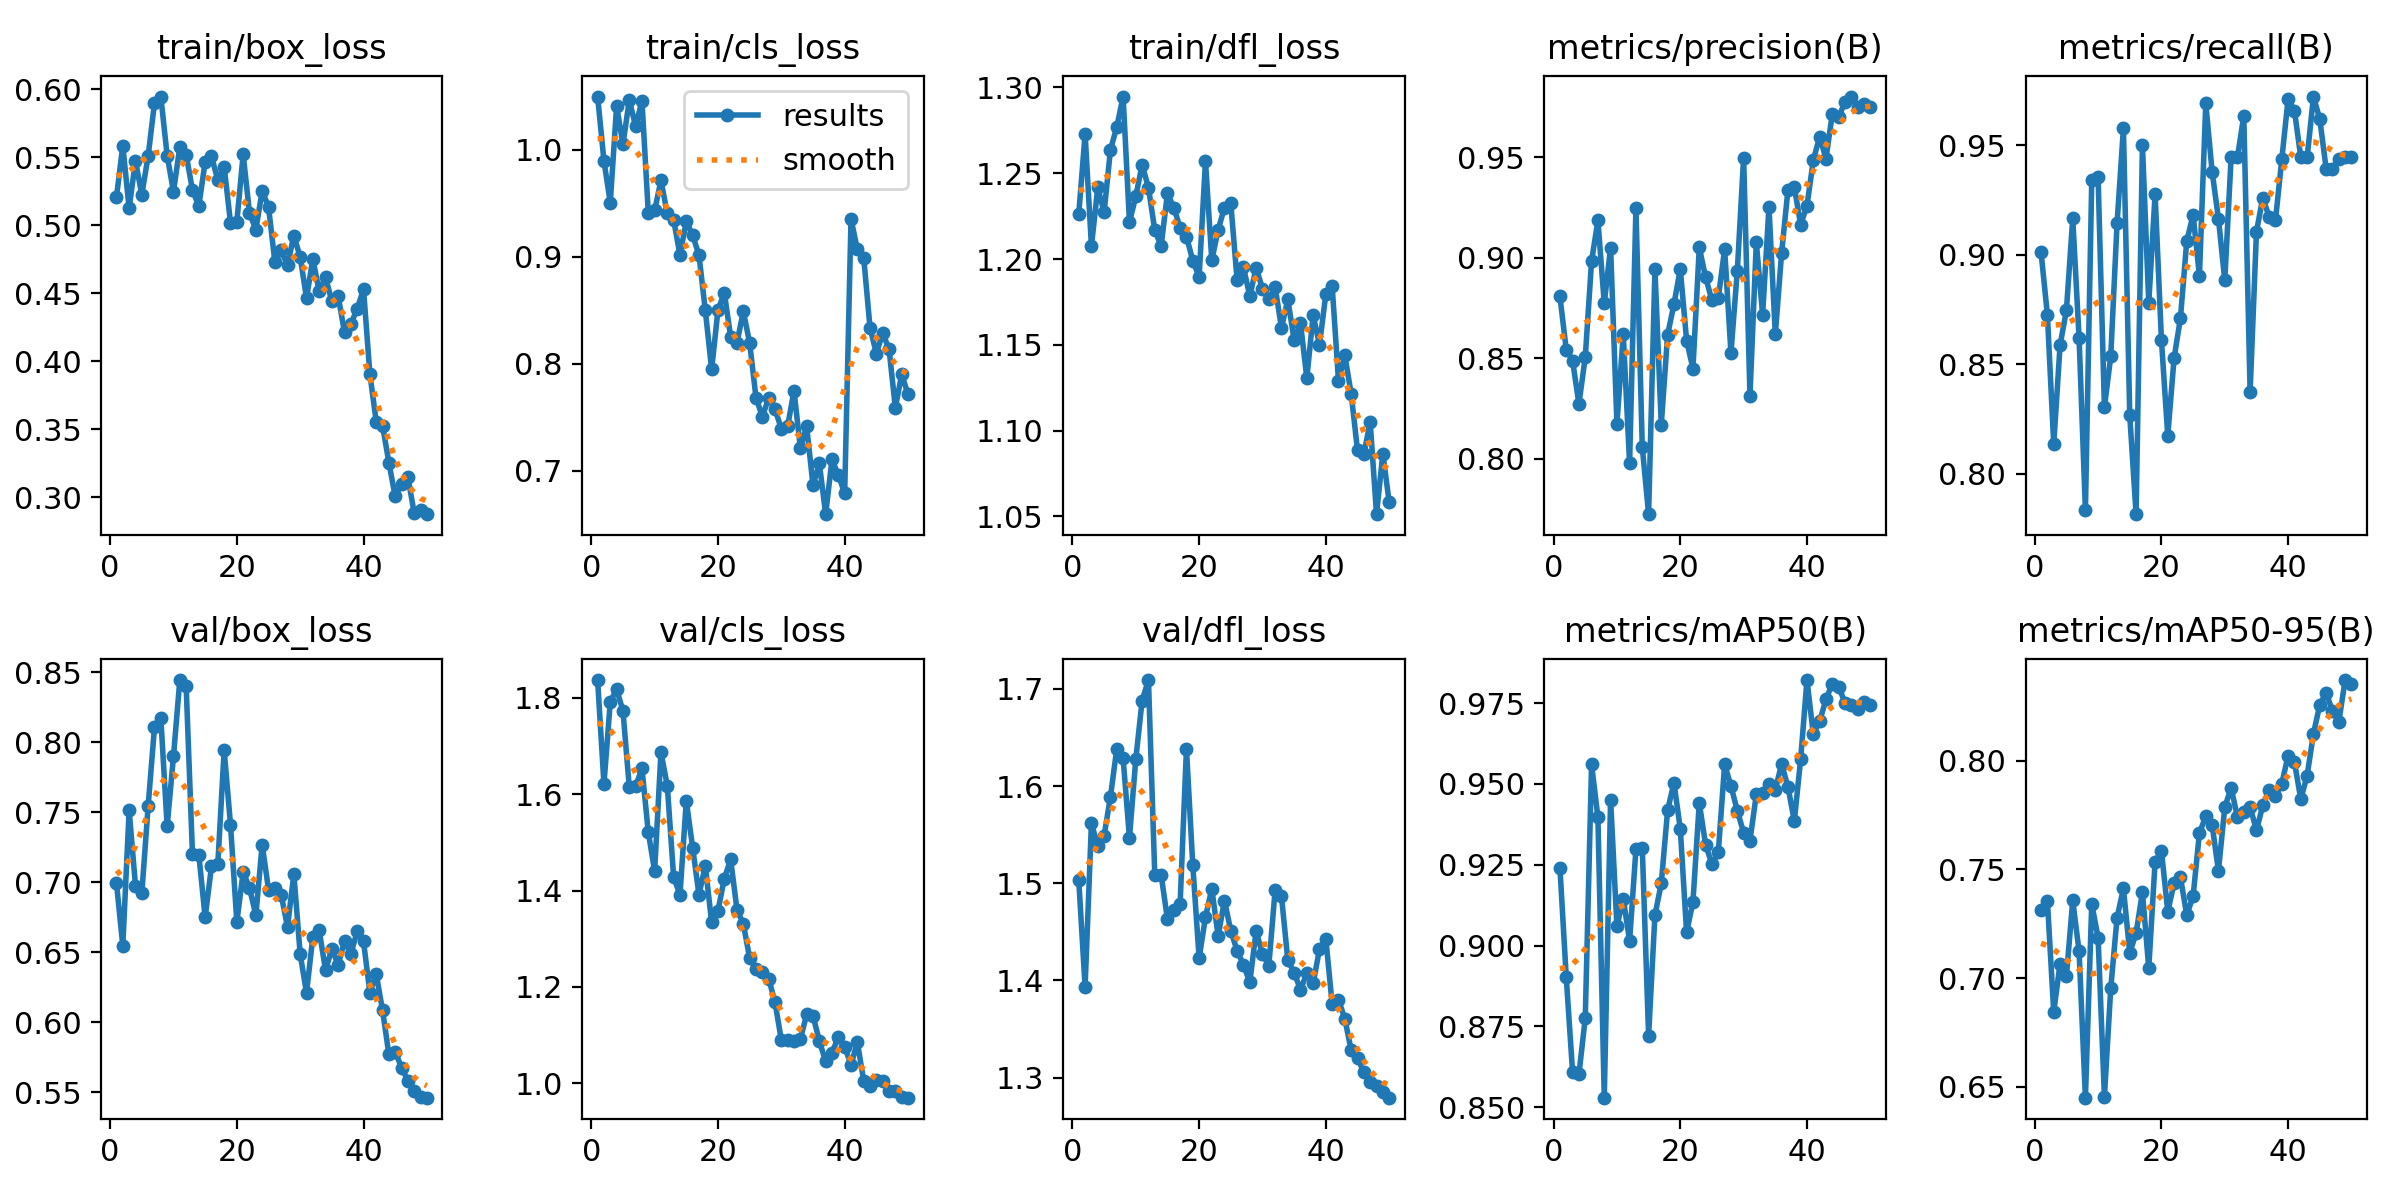 train/box_loss
0.60
0.55
0.50
0.45
0.40
0.35
0.30
0 20 40
train/cls_loss
results
smooth
1.0
0.9
0.8
0.7
0 20 40
train/dfl_loss
1.30
1.25
1.20
1.15
1.10
1.05
0 20 40
metrics/precision(B)
0.95
0.90
0.85
0.80
0 20 40
metrics/recall(B)
0.95
0.90
0.85
0.80
0 20 40
val/box_loss
0.85
0.80
0.75
0.70
0.65
0.60
0.55
0 20 40
val/cls_loss
1.8
1.6
1.4
1.2
1.0
0 20 40
val/dfl_loss
1.7
1.6
1.5
1.4
1.3
0 20 40
metrics/mAP50(B)
0.975
0.950
0.925
0.900
0.875
0.850
0 20 40
metrics/mAP50-95(B)
0.80
0.75
0.70
0.65
0 20 40